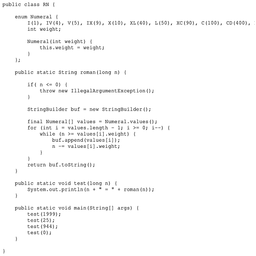 public class RN {
enum Numeral {
I(1), IV(4), V(5), IX(9), X(10), XL(40), L(50), XC(90), C(100), CD(400),
int weight;
Numeral(int weight) {
this.weight = weight;
}
};
public static String roman(long n) {
if( n <= 0) {
throw new IllegalArgumentException();
}
StringBuilder buf = new StringBuilder();
final Numeral[] values = Numeral.values();
for (int i = values.length - 1; i >= 0; i--) {
while (n >= values[i].weight) {
buf.append(values[i]);
n -= values[i].weight;
}
}
return buf.toString();
}
public static void test(long n) {
System.out.println(n + " = " + roman(n));
}
public static void main(String[] args) {
test(1999);
test(25);
test(944);
test(0);
}
}